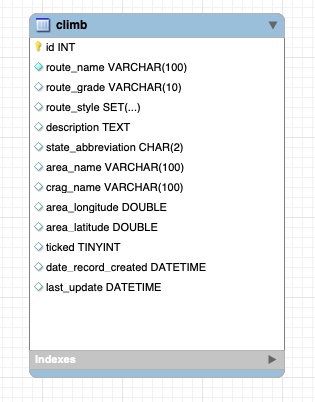 climb
id INT
route_name VARCHAR(100)
route_grade VARCHAR(10)
route_style SET(...)
description TEXT
state_abbreviation CHAR(2)
area_name VARCHAR(100)
crag_name VARCHAR(100)
area_longitude DOUBLE
area_latitude DOUBLE
ticked TINYINT
date_record_created DATETIME
last_update DATETIME
Indexes